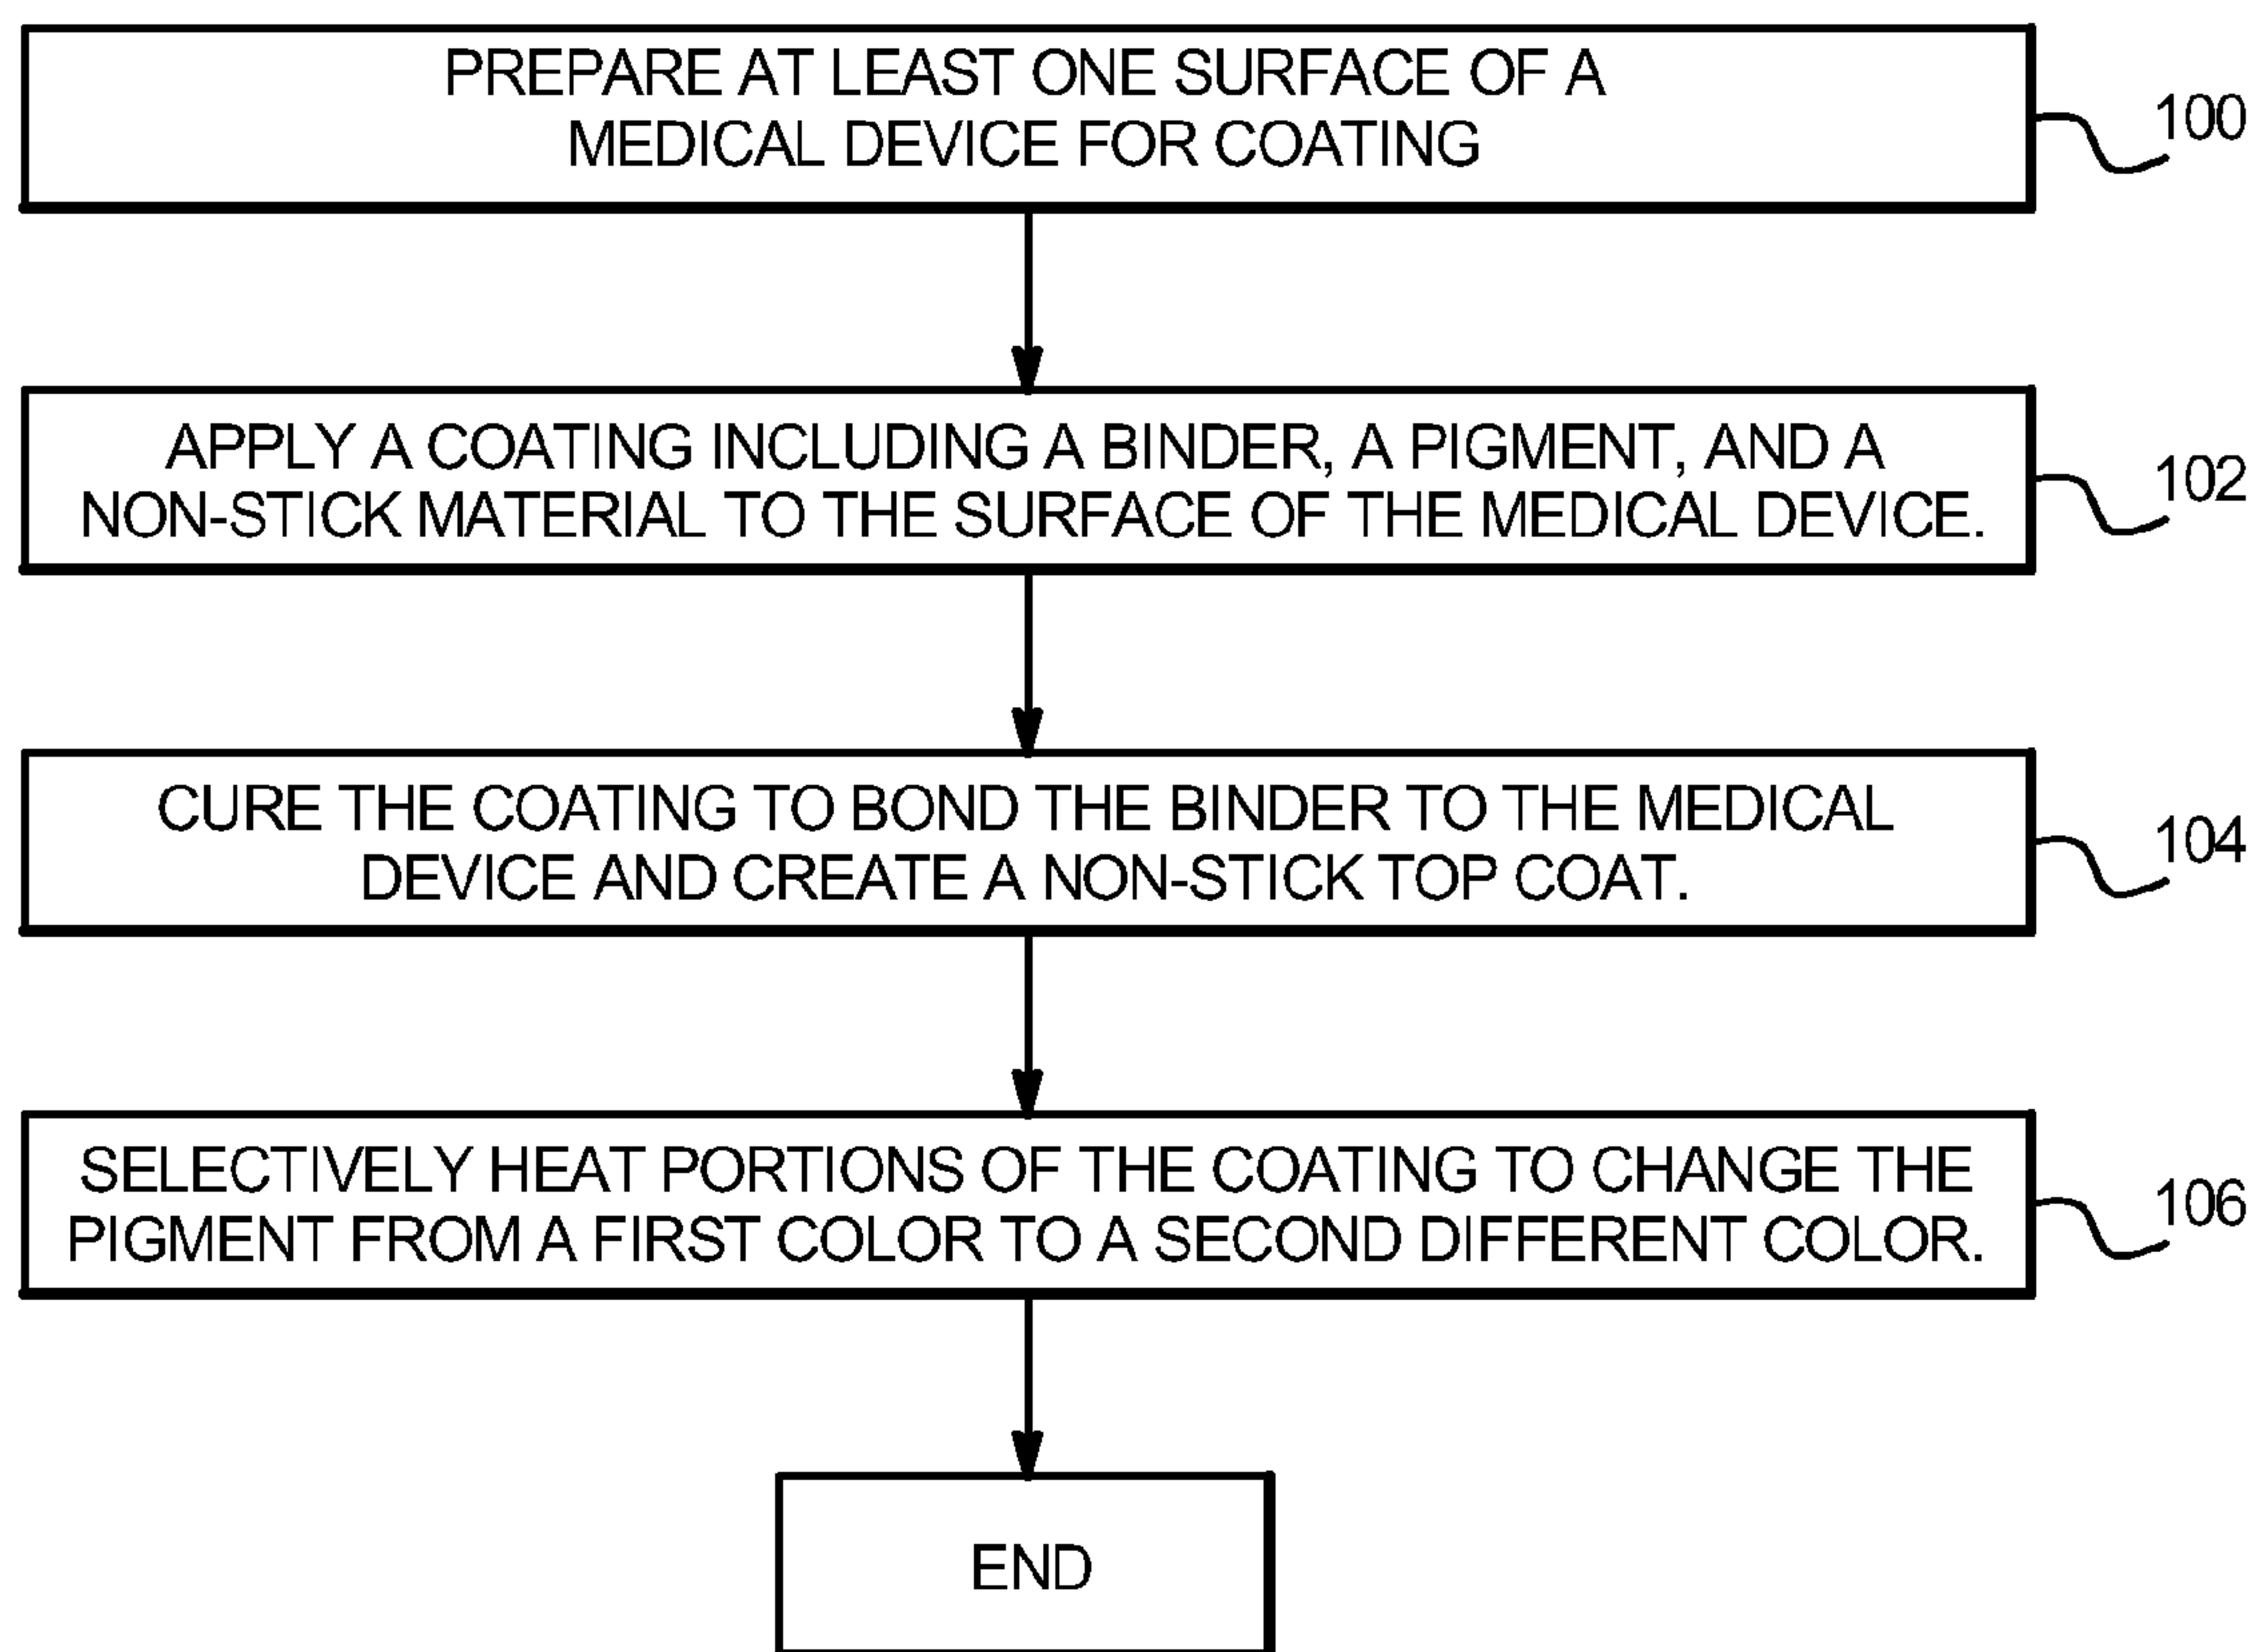 PREPARE AT LEAST ONE SURFACE OF A
MEDICAL DEVICE FOR COATING
100
APPLY A COATING INCLUDING A BINDER, A PIGMENT, AND A
NON-STICK MATERIAL TO THE SURFACE OF THE MEDICAL DEVICE.
102
CURE THE COATING TO BOND THE BINDER TO THE MEDICAL
DEVICE AND CREATE A NON-STICK TOP COAT.
104
SELECTIVELY HEAT PORTIONS OF THE COATING TO CHANGE THE
PIGMENT FROM A FIRST COLOR TO A SECOND DIFFERENT COLOR.
106
END